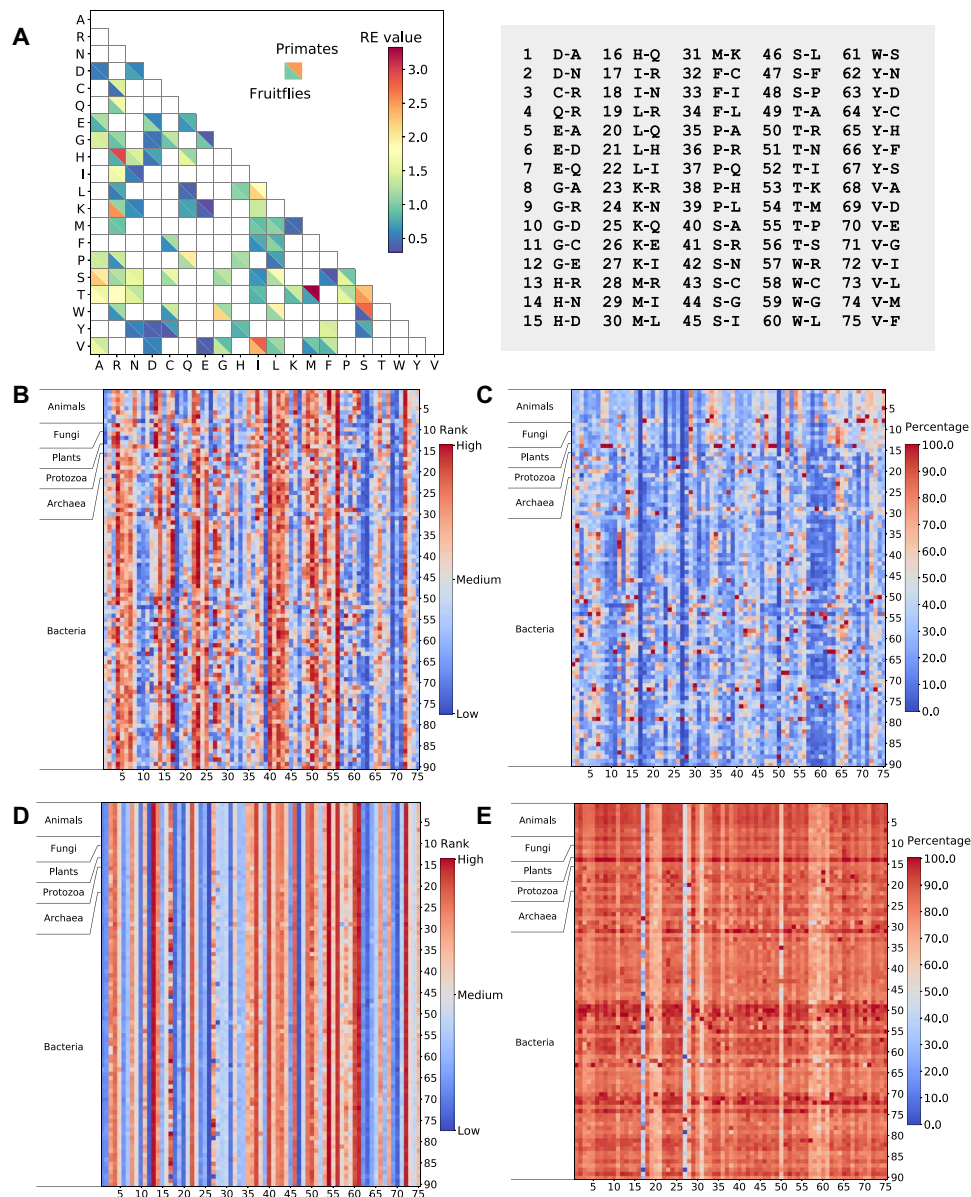 A
A
R
N
D
C
Q
E
G
H
I
L
K
M
F
P
S
T
W
Y
V
A R N D C Q E G H I L K M F P S T W Y V
RE value
Primates
Fruitflies
3.0
2.5
2.0
1.5
1.0
0.5
1 D-A 16 H-Q 31 M-K 46 S-L 61 W-S
2 D-N 17 I-R 32 F-C 47 S-F 62 Y-N
3 C-R 18 I-N 33 F-I 48 S-P 63 Y-D
4 Q-R 19 L-R 34 F-L 49 T-A 64 Y-C
5 E-A 20 L-Q 35 P-A 50 T-R 65 Y-H
6 E-D 21 L-H 36 P-R 51 T-N 66 Y-F
7 E-Q 22 L-I 37 P-Q 52 T-I 67 Y-S
8 G-A 23 K-R 38 P-H 53 T-K 68 V-A
9 G-R 24 K-N 39 P-L 54 T-M 69 V-D
10 G-D 25 K-Q 40 S-A 55 T-P 70 V-E
11 G-C 26 K-E 41 S-R 56 T-S 71 V-G
12 G-E 27 K-I 42 S-N 57 W-R 72 V-I
13 H-R 28 M-R 43 S-C 58 W-C 73 V-L
14 H-N 29 M-I 44 S-G 59 W-G 74 V-M
15 H-D 30 M-L 45 S-I 60 W-L 75 V-F
B
Animals
Fungi
Plants
Protozoa
Archaea
Bacteria
5
10
15
20
25
30
35
40
45
50
55
60
65
70
75
80
85
90
5 10 15 20 25 30 35 40 45 50 55 60 65 70 75
Rank
High
Medium
Low
C
Animals
Fungi
Plants
Protozoa
Archaea
Bacteria
5
10
15
20
25
30
35
40
45
50
55
60
65
70
75
80
85
90
5 10 15 20 25 30 35 40 45 50 55 60 65 70 75
Percentage
100.0
90.0
80.0
70.0
60.0
50.0
40.0
30.0
20.0
10.0
0.0
D
Animals
Fungi
Plants
Protozoa
Archaea
Bacteria
5
10
15
20
25
30
35
40
45
50
55
60
65
70
75
80
85
90
5 10 15 20 25 30 35 40 45 50 55 60 65 70 75
Rank
High
Medium
Low
E
Animals
Fungi
Plants
Protozoa
Archaea
Bacteria
5
10
15
20
25
30
35
40
45
50
55
60
65
70
75
80
85
90
5 10 15 20 25 30 35 40 45 50 55 60 65 70 75
Percentage
100.0
90.0
80.0
70.0
60.0
50.0
40.0
30.0
20.0
10.0
0.0